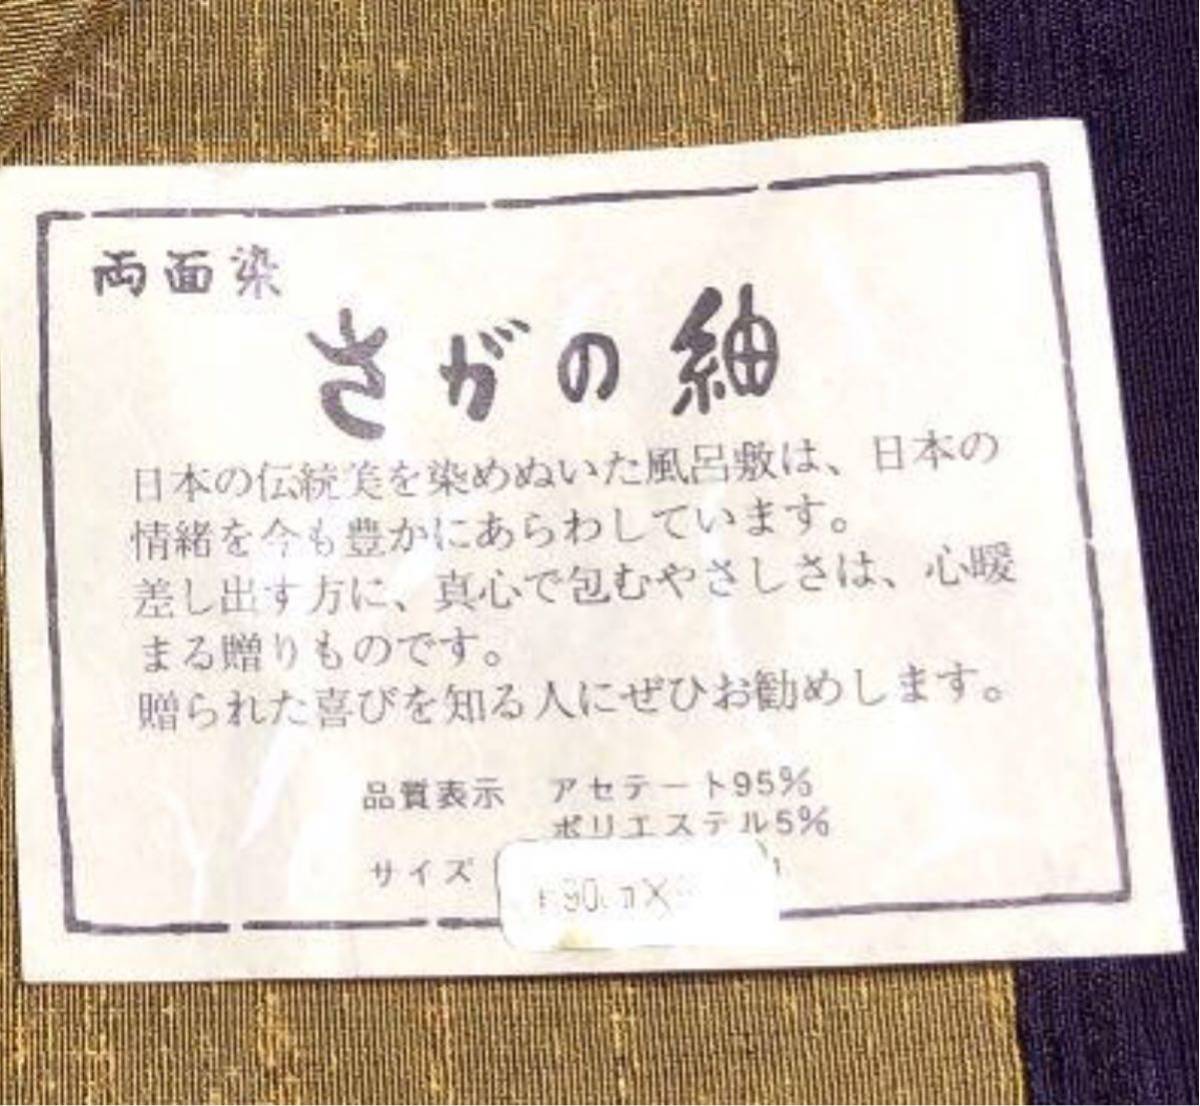 両面染
さがの紬
日本の伝統美を染めぬいた風呂敷は、日本の
情緒を今も豊かにあらわしています。
差し出す方に、真心で包むやさしさは、心暖
まる贈りものです。
贈られた喜びを知る人にぜひお勧めします。
品質表示 アセテート95%
ポリエステル5%
サイズ